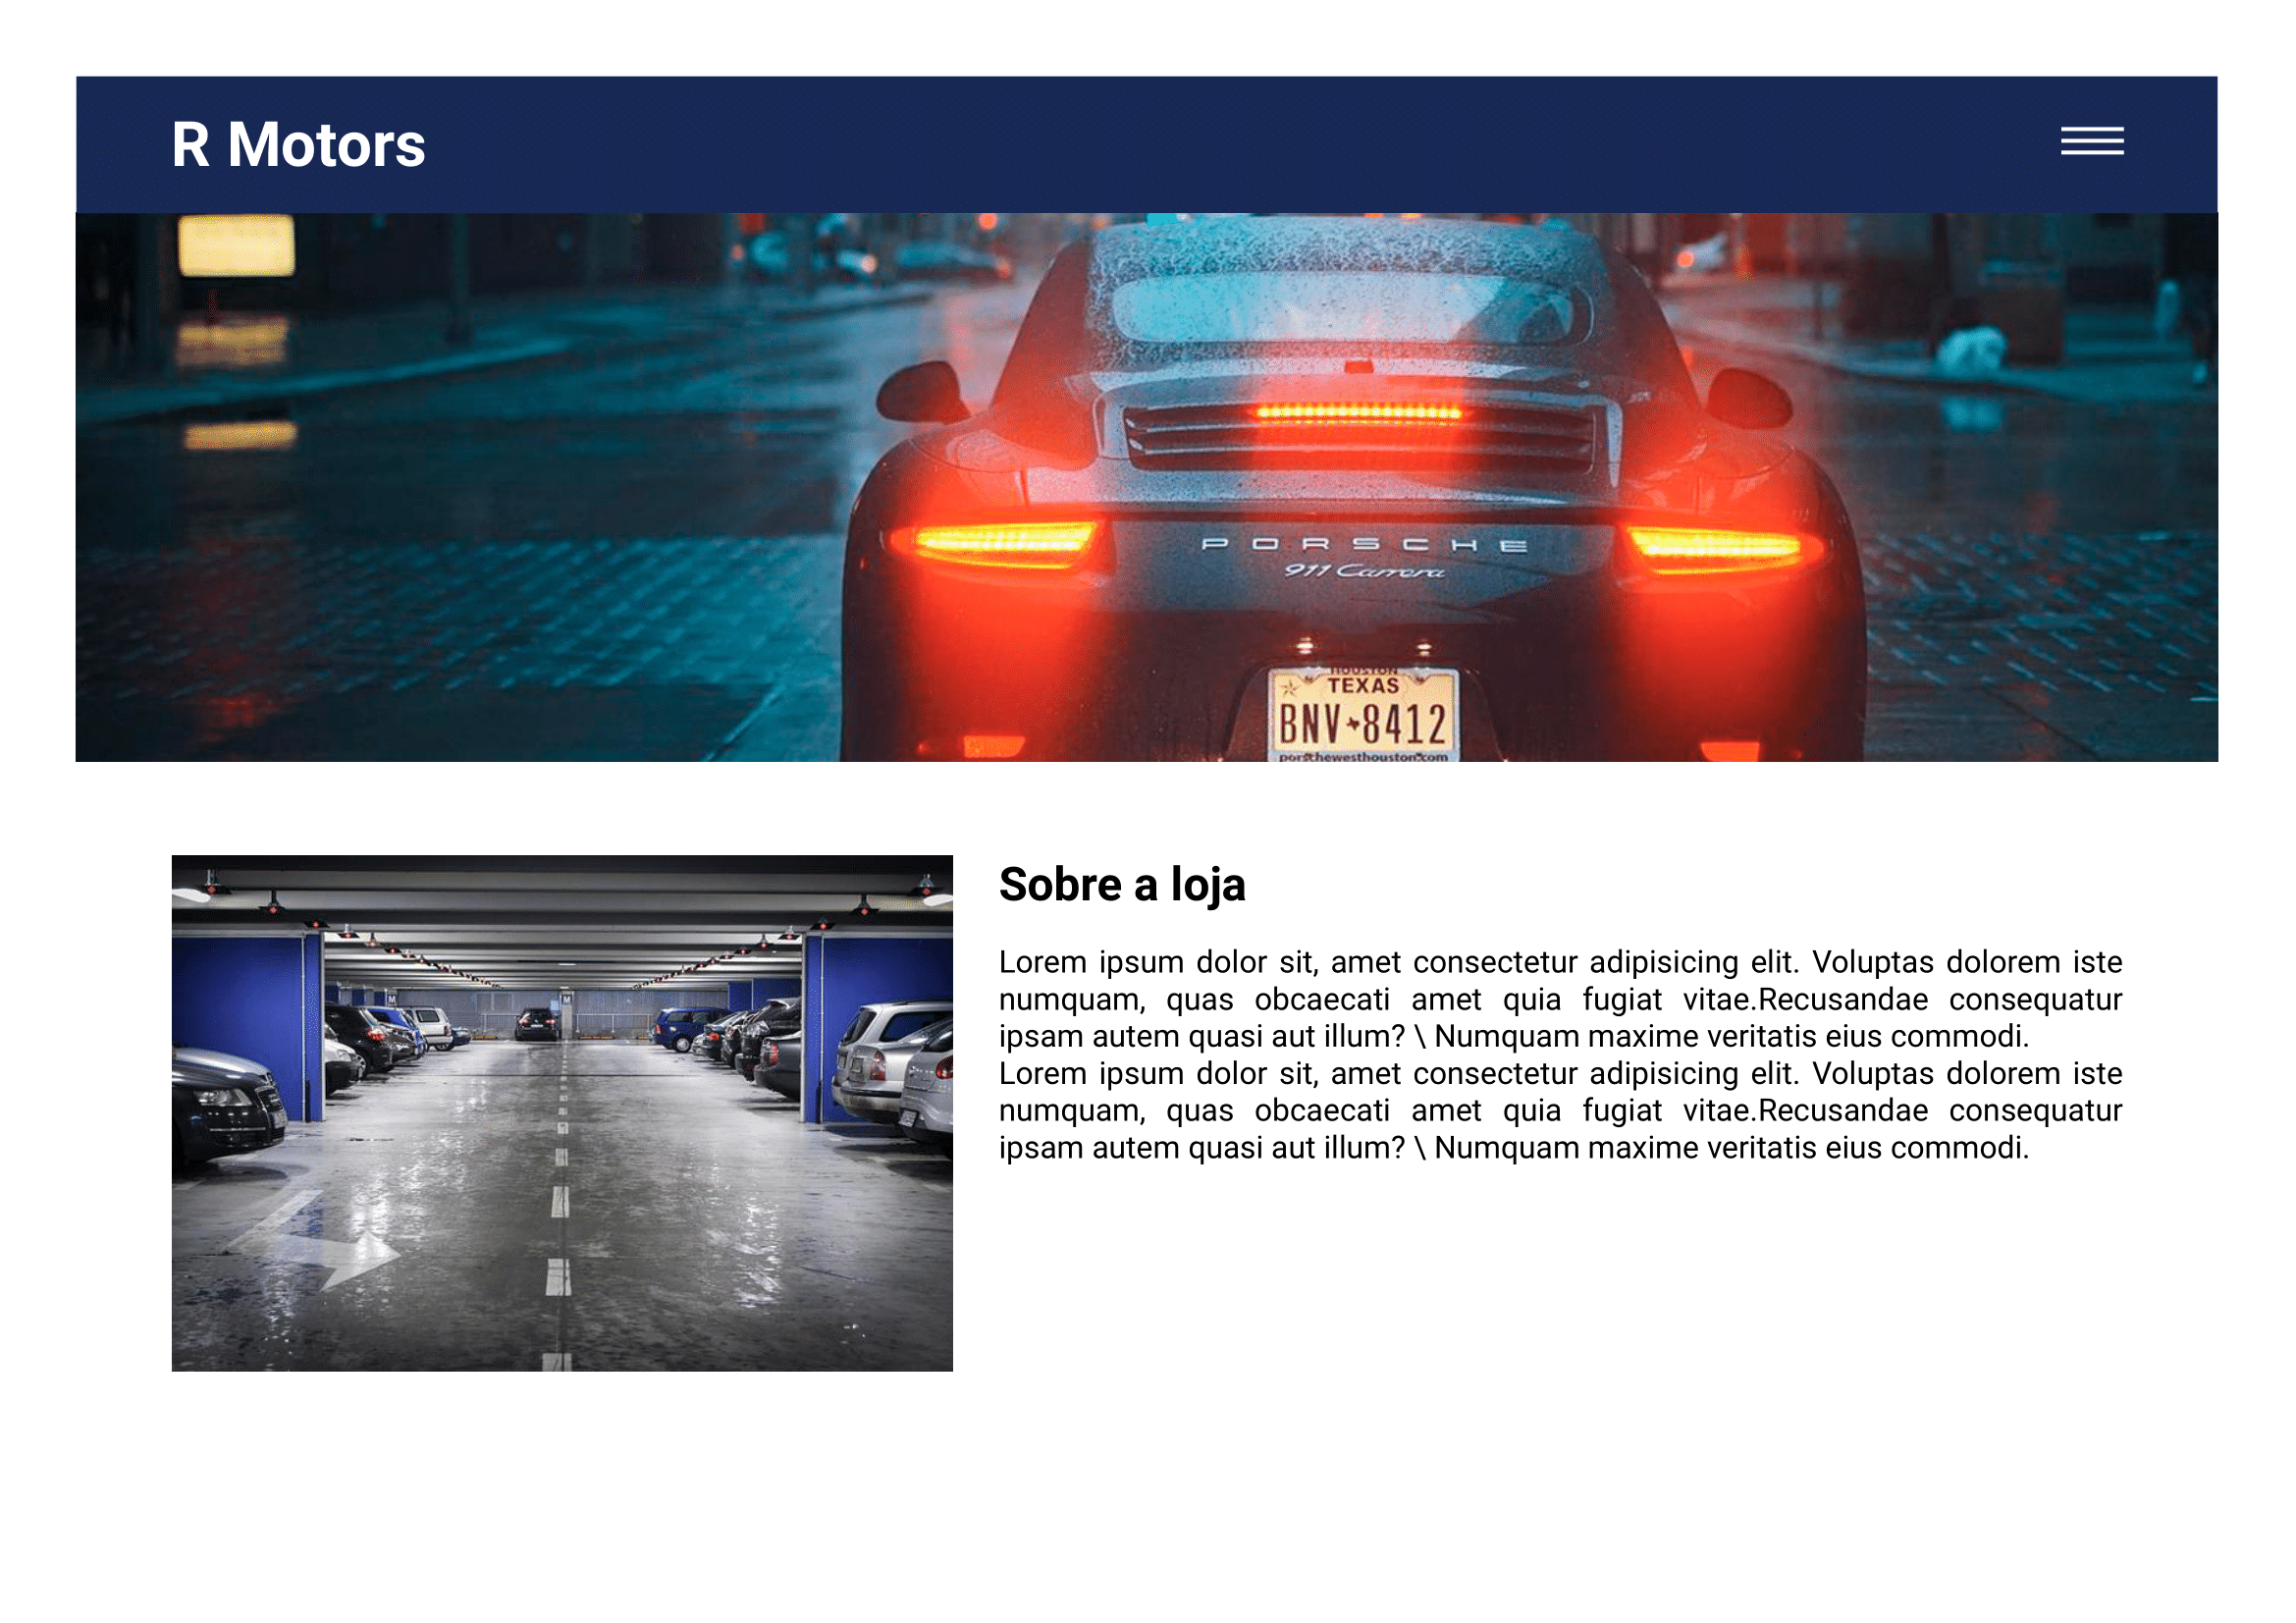 R Motors
PORSCHE
911 Carrera
HOUSTON
TEXAS
BNV 8412
porschewesthouston.com
Sobre a loja
Lorem ipsum dolor sit, amet consectetur adipisicing elit. Voluptas dolorem iste
numquam, quas obcaecati amet quia fugiat vitae.Recusandae consequatur
ipsam autem quasi aut illum? \ Numquam maxime veritatis eius commodi.
Lorem ipsum dolor sit, amet consectetur adipisicing elit. Voluptas dolorem iste
numquam, quas obcaecati amet quia fugiat vitae.Recusandae consequatur
ipsam autem quasi aut illum? \ Numquam maxime veritatis eius commodi.
M
M